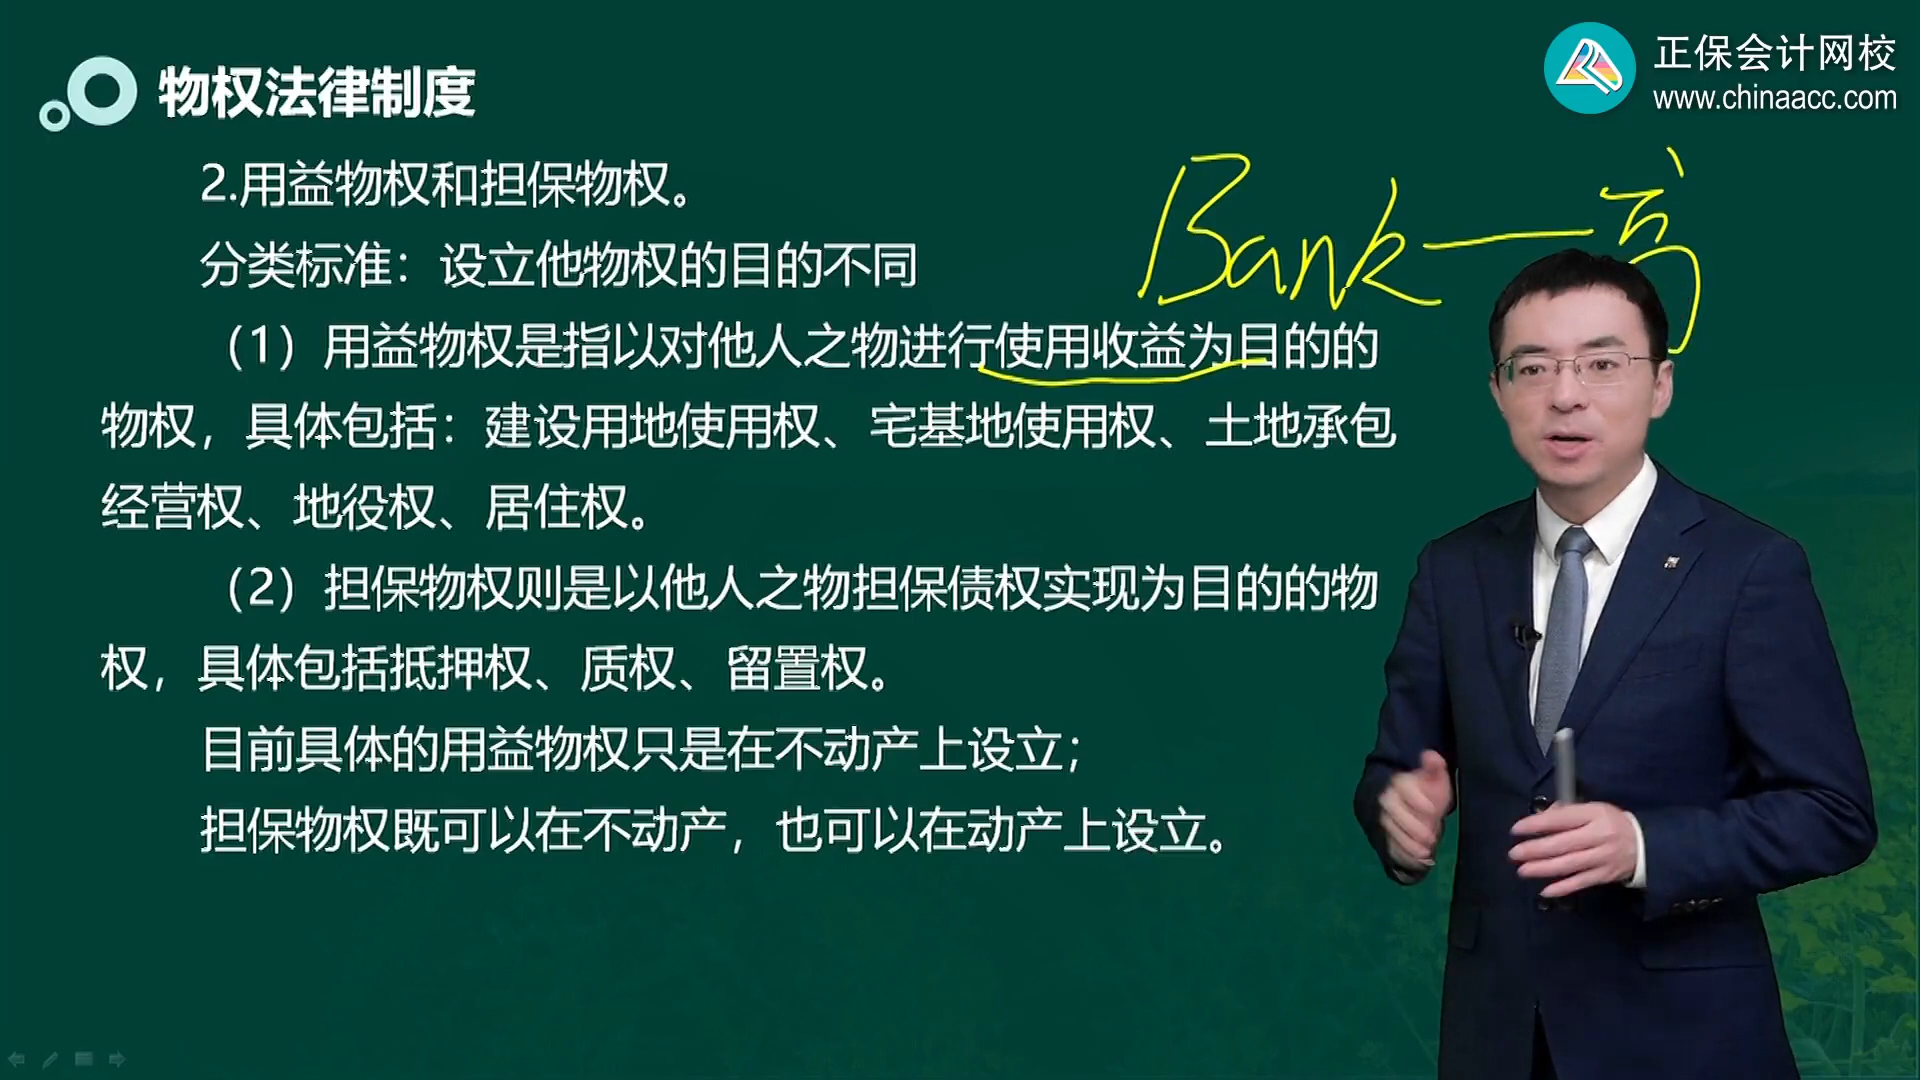 正保会计网校
www.chinaacc.com
物权法律制度
2.用益物权和担保物权。
Bank一高
分类标准：设立他物权的目的不同
（1）用益物权是指以对他人之物进行使用收益为目的的
物权，具体包括：建设用地使用权、宅基地使用权、土地承包
经营权、地役权、居住权。
（2）担保物权则是以他人之物担保债权实现为目的的物
权，具体包括抵押权、质权、留置权。
目前具体的用益物权只是在不动产上设立；
担保物权既可以在不动产，也可以在动产上设立。